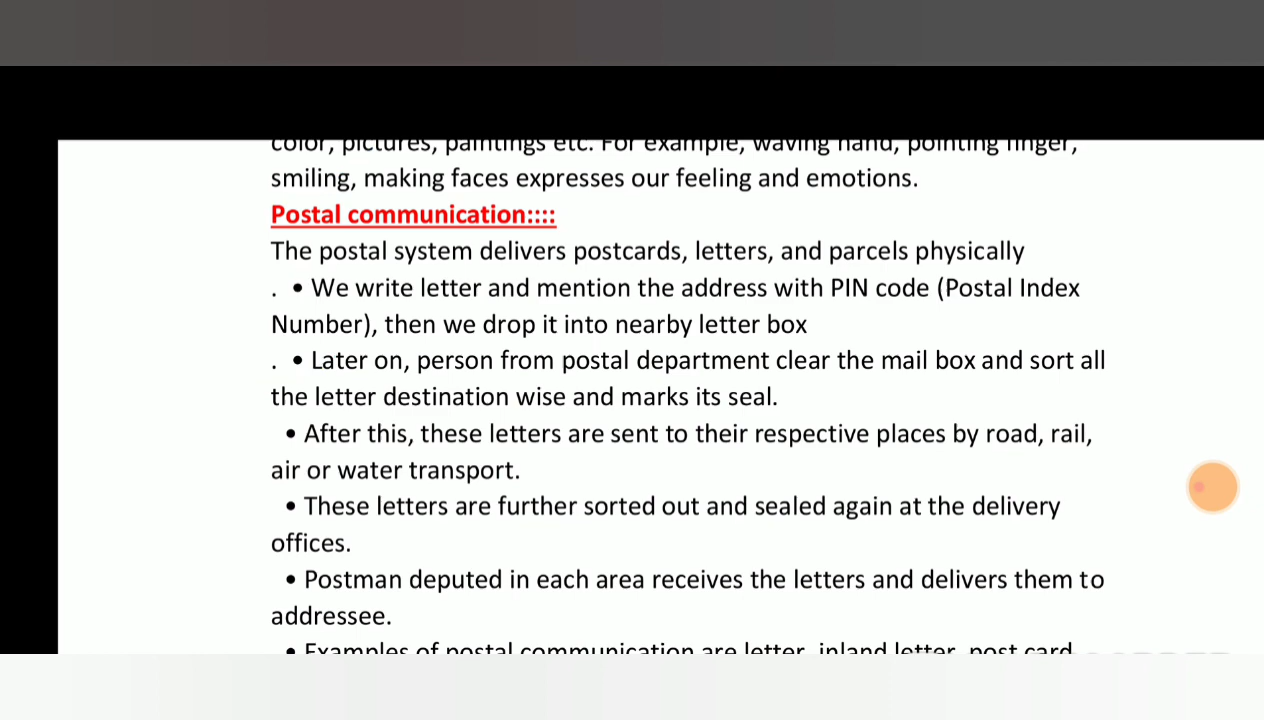 color, pictures, paintings etc. For example, waving hand, pointing finger,
smiling, making faces expresses our feeling and emotions.
Postal communication::::
The postal system delivers postcards, letters, and parcels physically
. • We write letter and mention the address with PIN code (Postal Index
Number), then we drop it into nearby letter box
. • Later on, person from postal department clear the mail box and sort all
the letter destination wise and marks its seal.
• After this, these letters are sent to their respective places by road, rail,
air or water transport.
• These letters are further sorted out and sealed again at the delivery
offices.
• Postman deputed in each area receives the letters and delivers them to
addressee.
• Examples of postal communication are letter, inland letter, post card